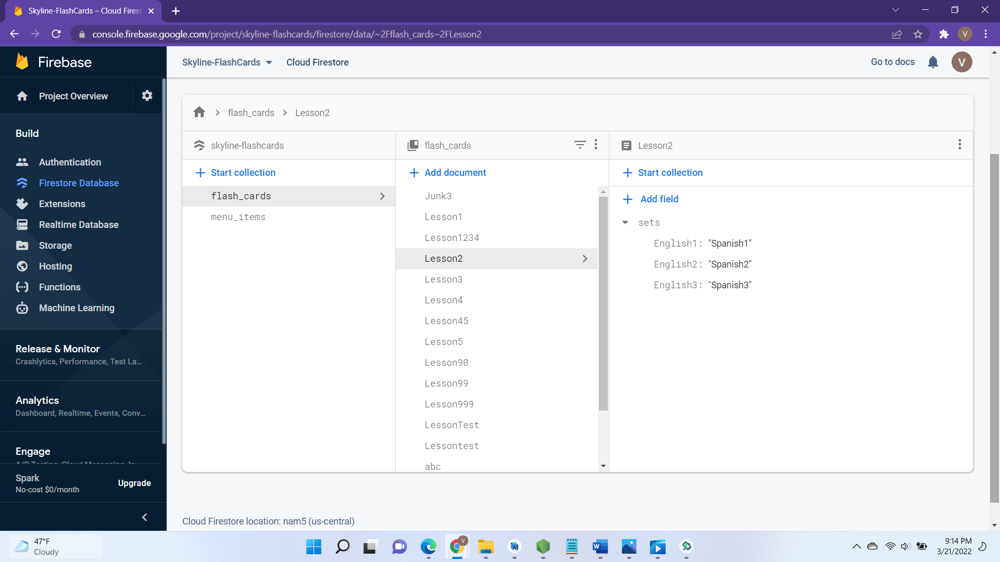 Skyline-FlashCards – Cloud Firest
console.firebase.google.com/project/skyline-flashcards/firestore/data/~2Fflash_cards~2FLesson2
V
Firebase
Skyline-FlashCards
Cloud Firestore
Go to docs
V
Project Overview
flash_cards
Lesson2
Build
skyline-flashcards
flash_cards
Lesson2
Authentication
Firestore Database
Extensions
Realtime Database
Storage
Hosting
Functions
Machine Learning
Release & Monitor
Crashlytics, Performance, Test La...
Analytics
Dashboard, Realtime, Events, Conv...
Engage
Spark
No-cost $0/month
Upgrade
Start collection
flash_cards
menu_items
Add document
Junk3
Lesson1
Lesson1234
Lesson2
Lesson3
Lesson4
Lesson45
Lesson5
Lesson90
Lesson99
Lesson999
LessonTest
Lessontest
abc
Start collection
Add field
sets
English1: "Spanish1"
English2: "Spanish2"
English3: "Spanish3"
Cloud Firestore location: nam5 (us-central)
47°F
Cloudy
V
W
9:14 PM
3/21/2022